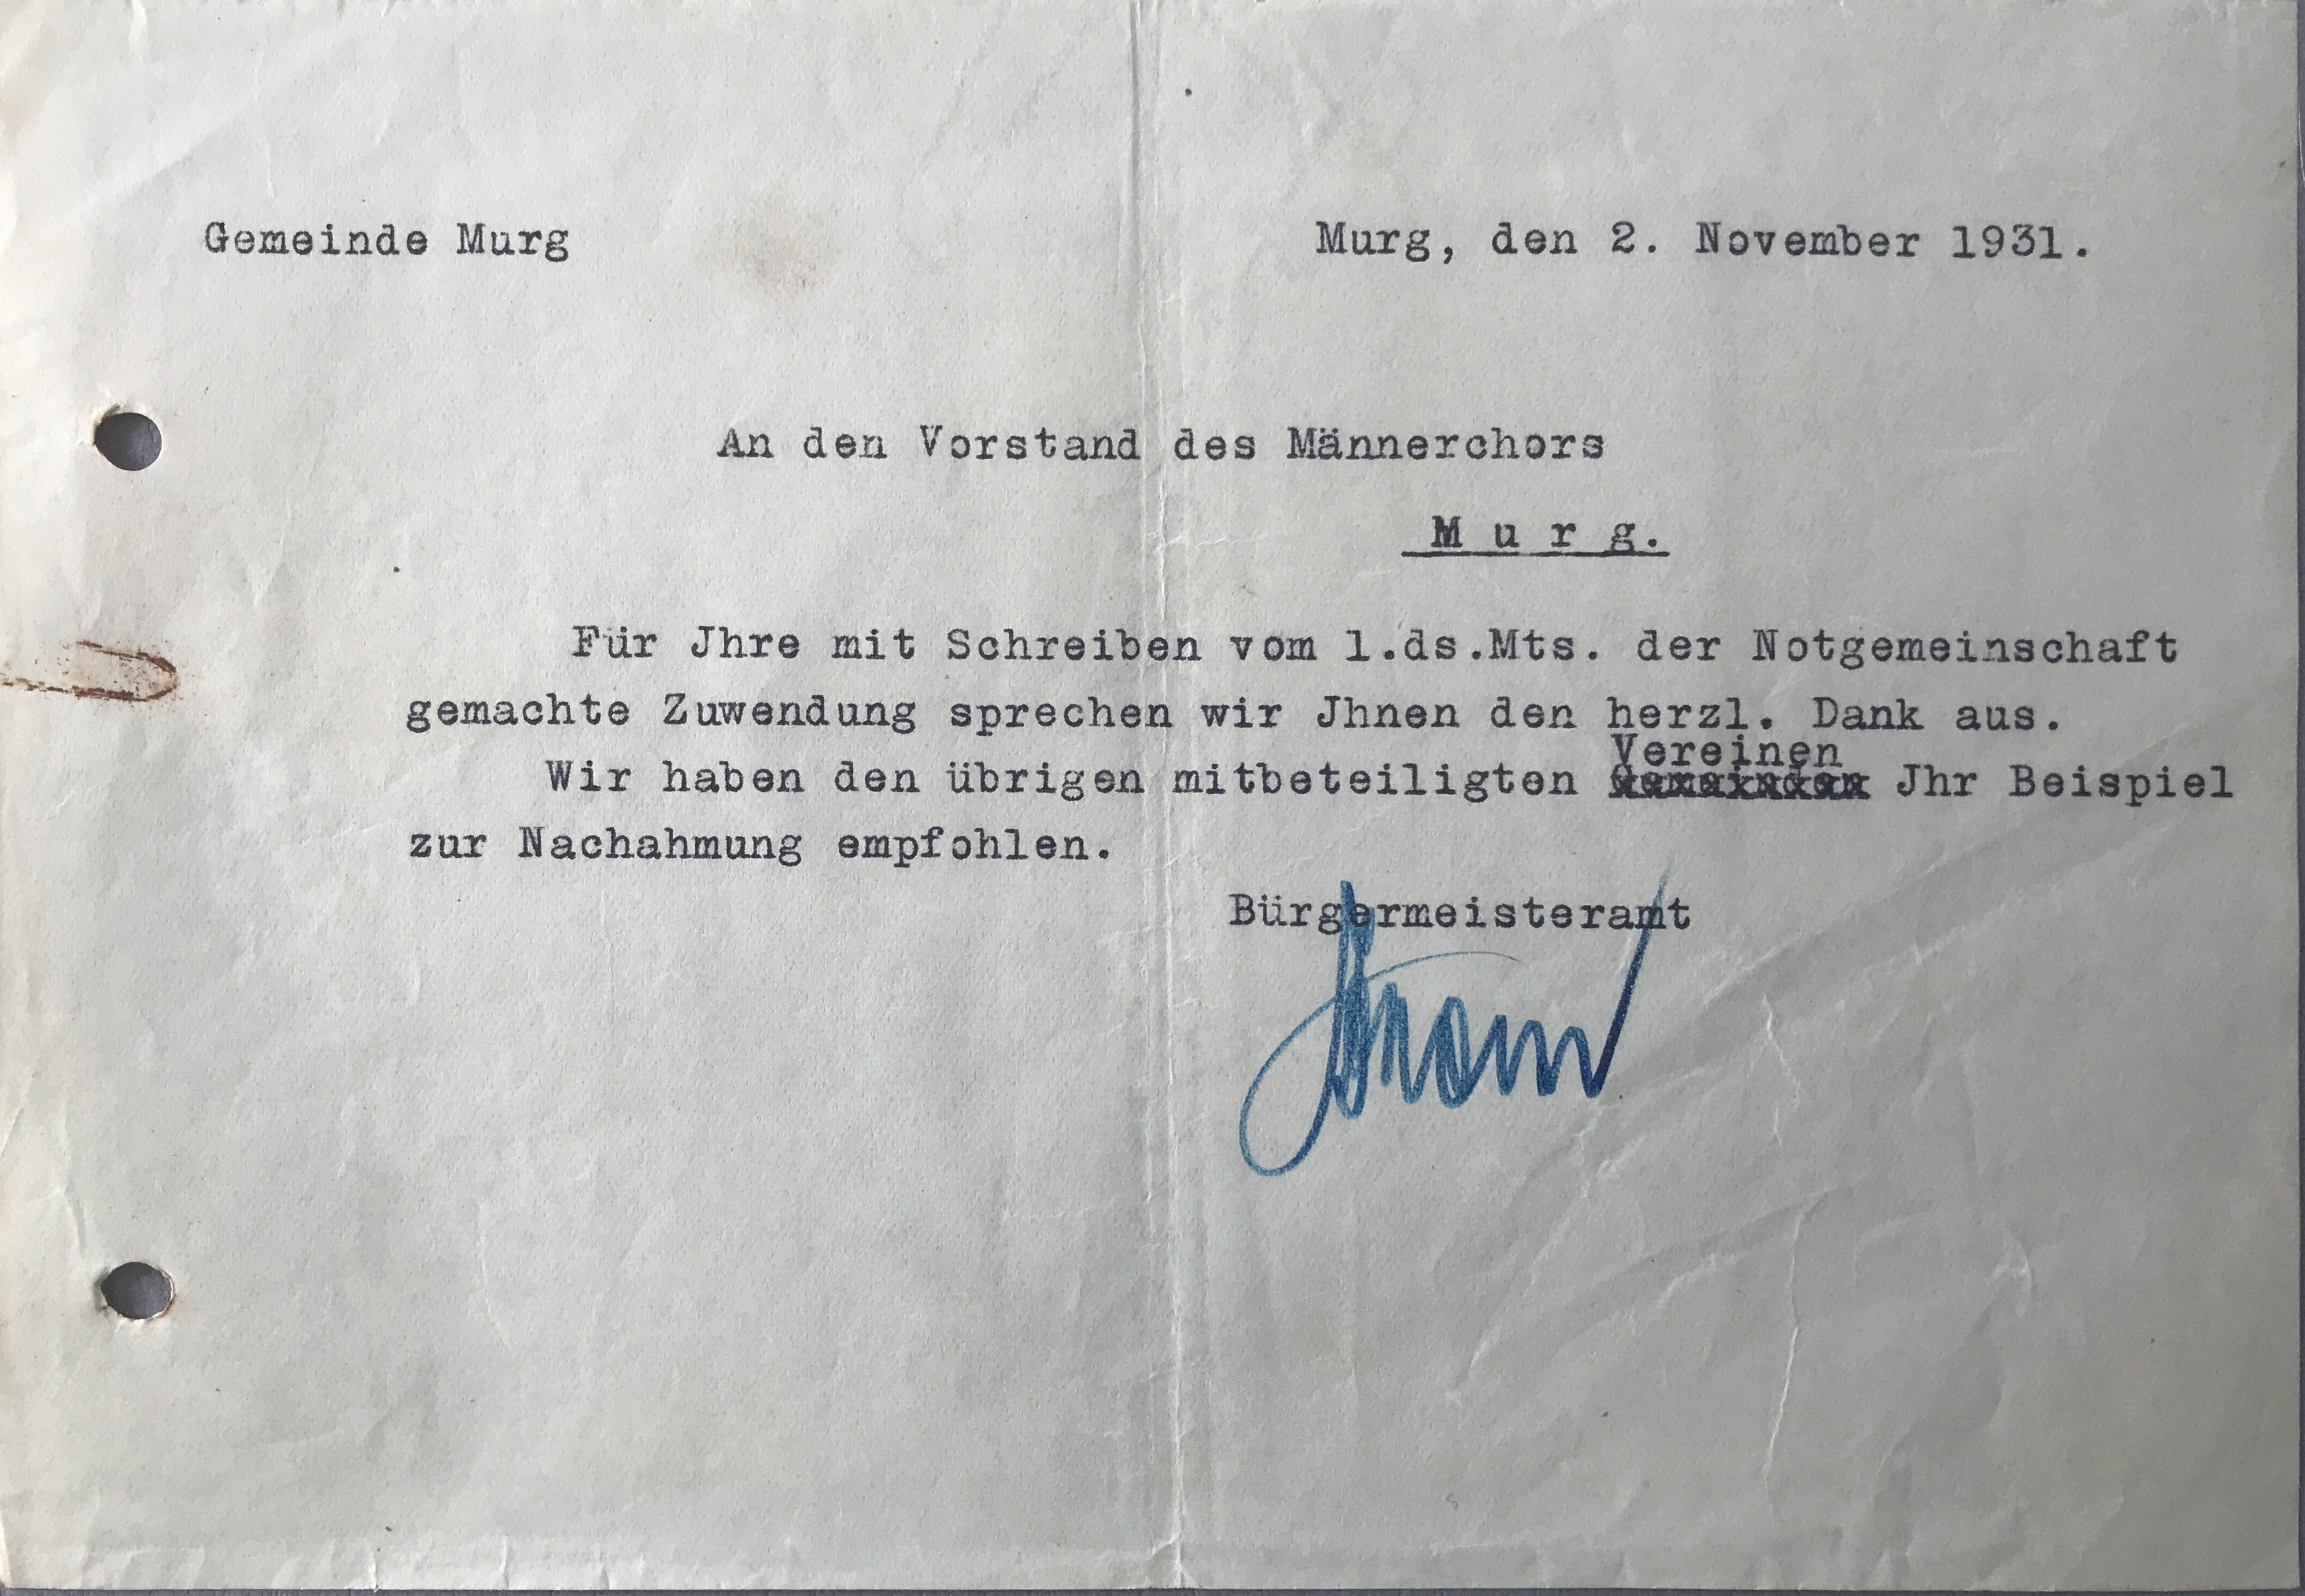 Gemeinde Murg
Murg, den 2. November 1931.
An den Vorstand des Männerchors
M u r g.
Für Jhre mit Schreiben vom 1.ds.Mts. der Notgemeinschaft
gemachte Zuwendung sprechen wir Jhnen den herzl. Dank aus.
Vereinen
Wir haben den übrigen mitbeteiligten Jhr Beispiel
zur Nachahmung empfohlen.
Bürgermeisteramt